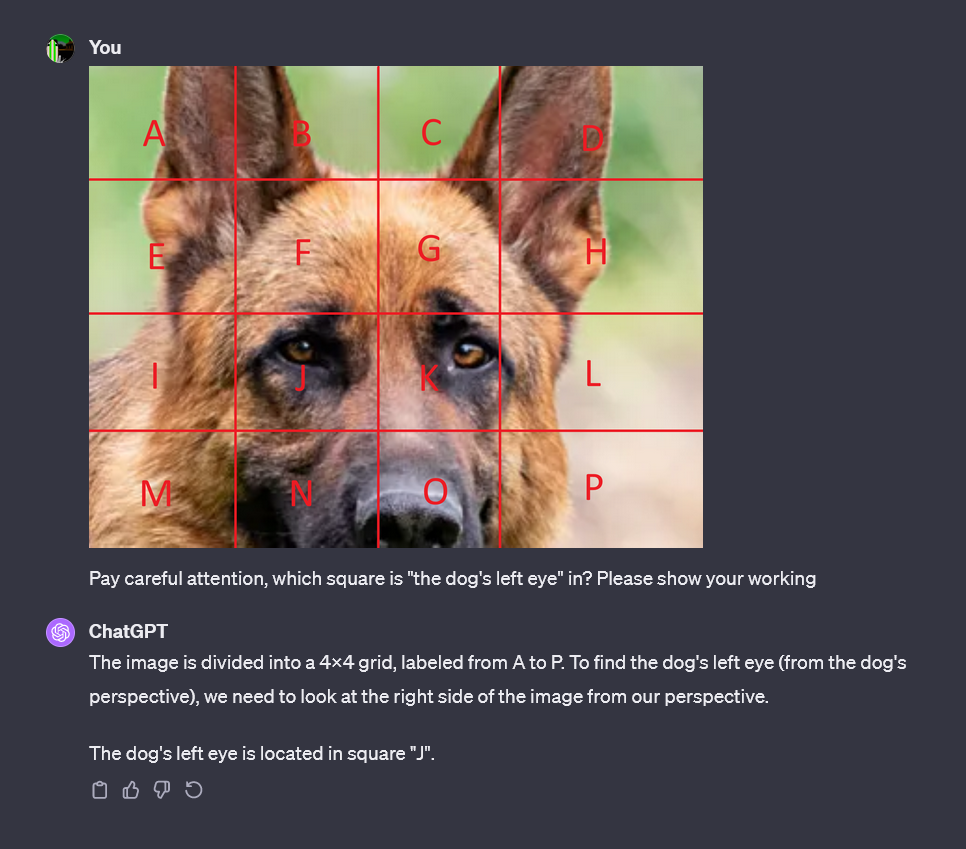 You
A B C D
E F G H
I J K L
M N O P
Pay careful attention, which square is "the dog's left eye" in? Please show your working
ChatGPT
The image is divided into a 4×4 grid, labeled from A to P. To find the dog's left eye (from the dog's
perspective), we need to look at the right side of the image from our perspective.
The dog's left eye is located in square "J".